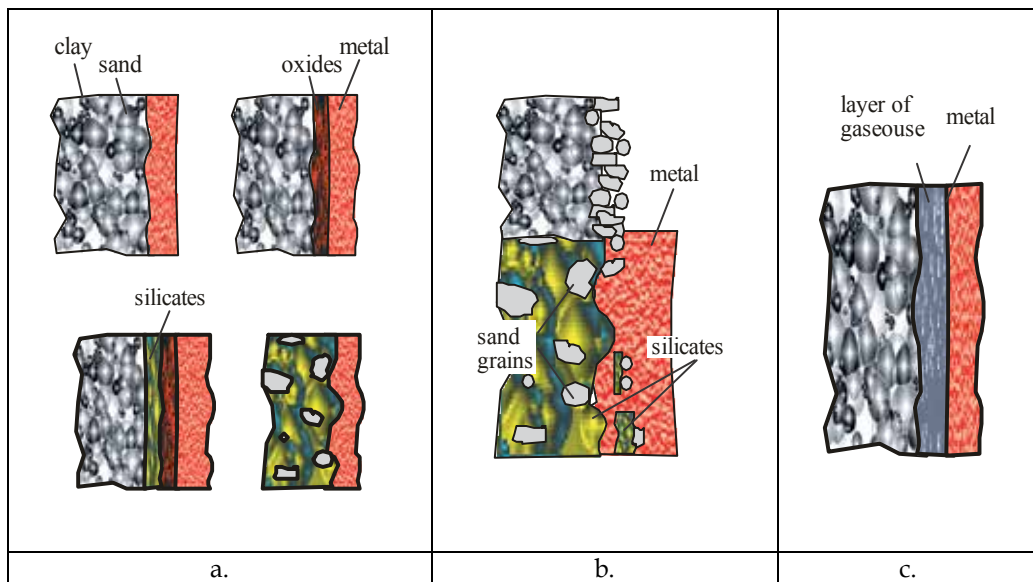 clay
sand
oxides
metal
silicates
a.
metal
sand
grains
silicates
b.
layer of
gaseouse
metal
c.